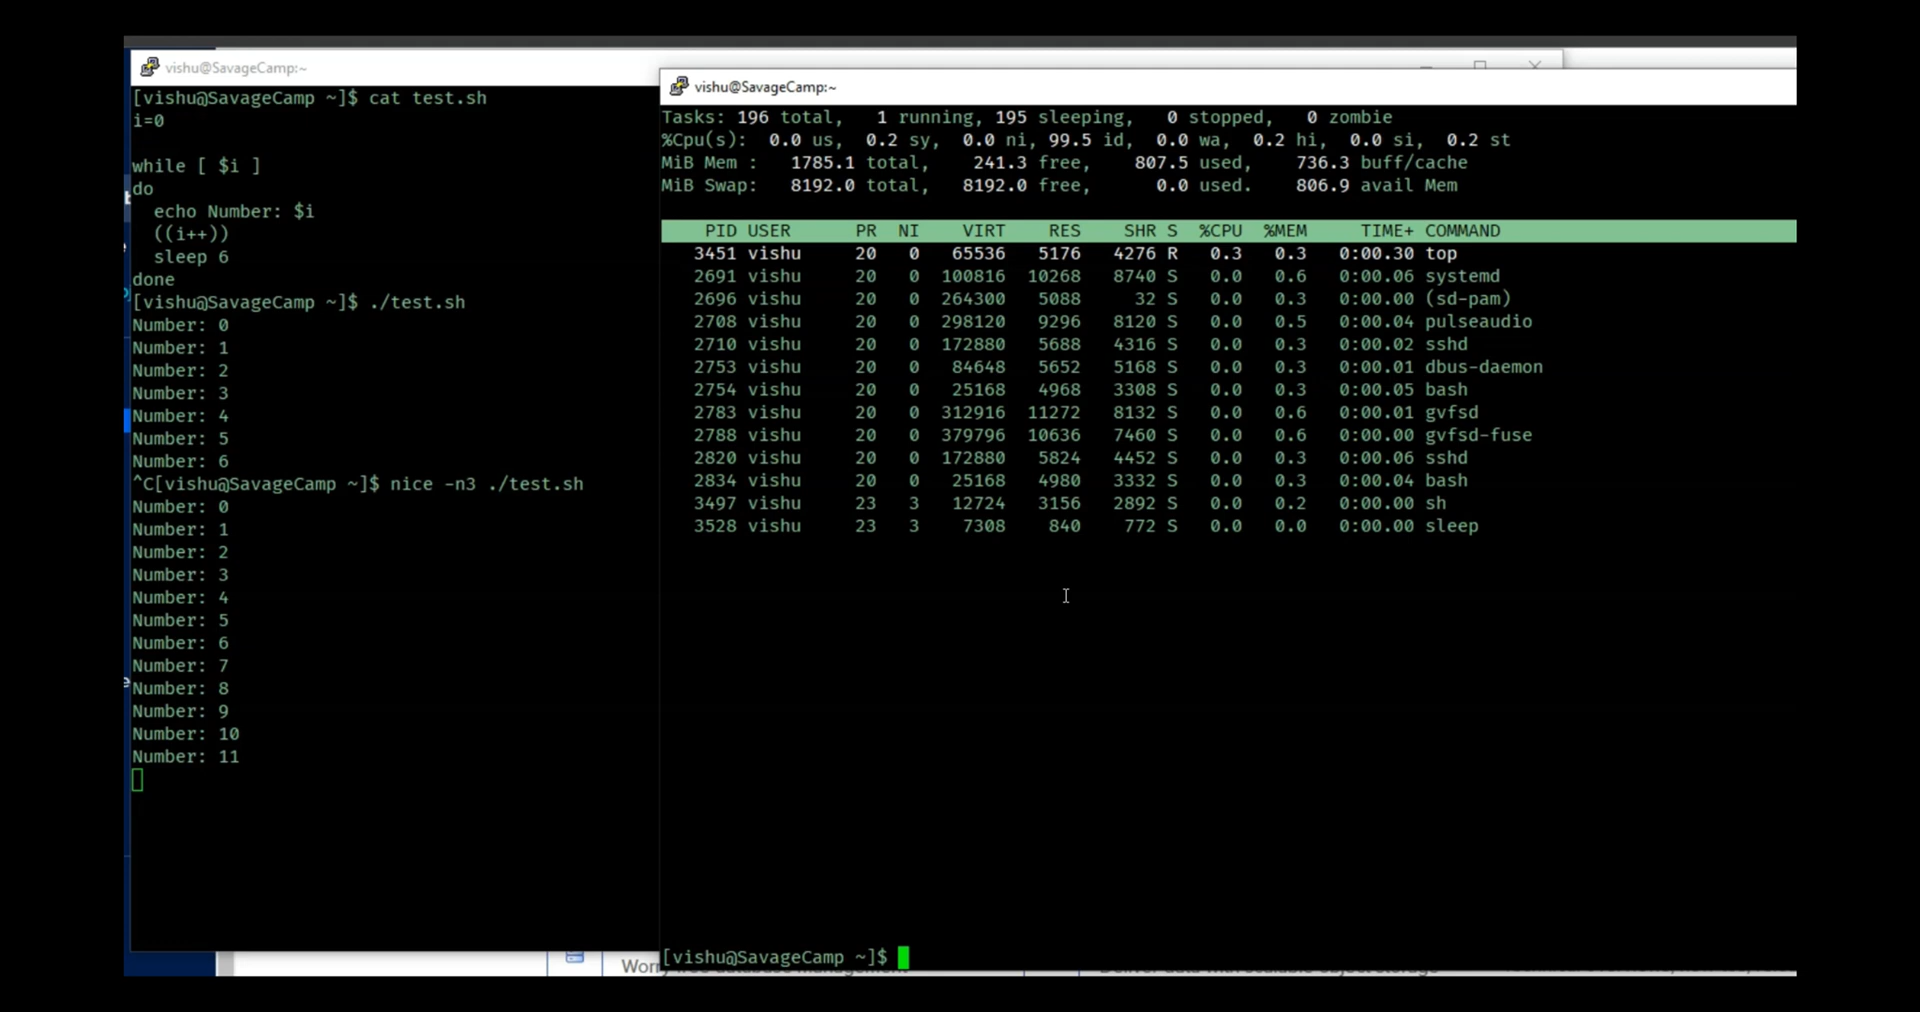 vishu@SavageCamp:~
[vishu@SavageCamp ~]$ cat test.sh
i=0
while [ $i ]
do
  echo Number: $i
  ((i++))
  sleep 6
done
[vishu@SavageCamp ~]$ ./test.sh
Number: 0
Number: 1
Number: 2
Number: 3
Number: 4
Number: 5
Number: 6
^C[vishu@SavageCamp ~]$ nice -n3 ./test.sh
Number: 0
Number: 1
Number: 2
Number: 3
Number: 4
Number: 5
Number: 6
Number: 7
Number: 8
Number: 9
Number: 10
Number: 11
vishu@SavageCamp:~
Tasks: 196 total,   1 running, 195 sleeping,   0 stopped,   0 zombie
%Cpu(s):  0.0 us,  0.2 sy,  0.0 ni, 99.5 id,  0.0 wa,  0.2 hi,  0.0 si,  0.2 st
MiB Mem :   1785.1 total,    241.3 free,    807.5 used,    736.3 buff/cache
MiB Swap:   8192.0 total,   8192.0 free,      0.0 used.    806.9 avail Mem
PID USER      PR  NI    VIRT    RES    SHR S  %CPU  %MEM     TIME+ COMMAND
3451 vishu     20   0   65536   5176   4276 R   0.3   0.3   0:00.30 top
2691 vishu     20   0  100816  10268   8740 S   0.0   0.6   0:00.06 systemd
2696 vishu     20   0  264300   5088     32 S   0.0   0.3   0:00.00 (sd-pam)
2708 vishu     20   0  298120   9296   8120 S   0.0   0.5   0:00.04 pulseaudio
2710 vishu     20   0  172880   5688   4316 S   0.0   0.3   0:00.02 sshd
2753 vishu     20   0   84648   5652   5168 S   0.0   0.3   0:00.01 dbus-daemon
2754 vishu     20   0   25168   4968   3308 S   0.0   0.3   0:00.05 bash
2783 vishu     20   0  312916  11272   8132 S   0.0   0.6   0:00.01 gvfsd
2788 vishu     20   0  379796  10636   7460 S   0.0   0.6   0:00.00 gvfsd-fuse
2820 vishu     20   0  172880   5824   4452 S   0.0   0.3   0:00.06 sshd
2834 vishu     20   0   25168   4980   3332 S   0.0   0.3   0:00.04 bash
3497 vishu     23   3   12724   3156   2892 S   0.0   0.2   0:00.00 sh
3528 vishu     23   3    7308    840    772 S   0.0   0.0   0:00.00 sleep
[vishu@SavageCamp ~]$